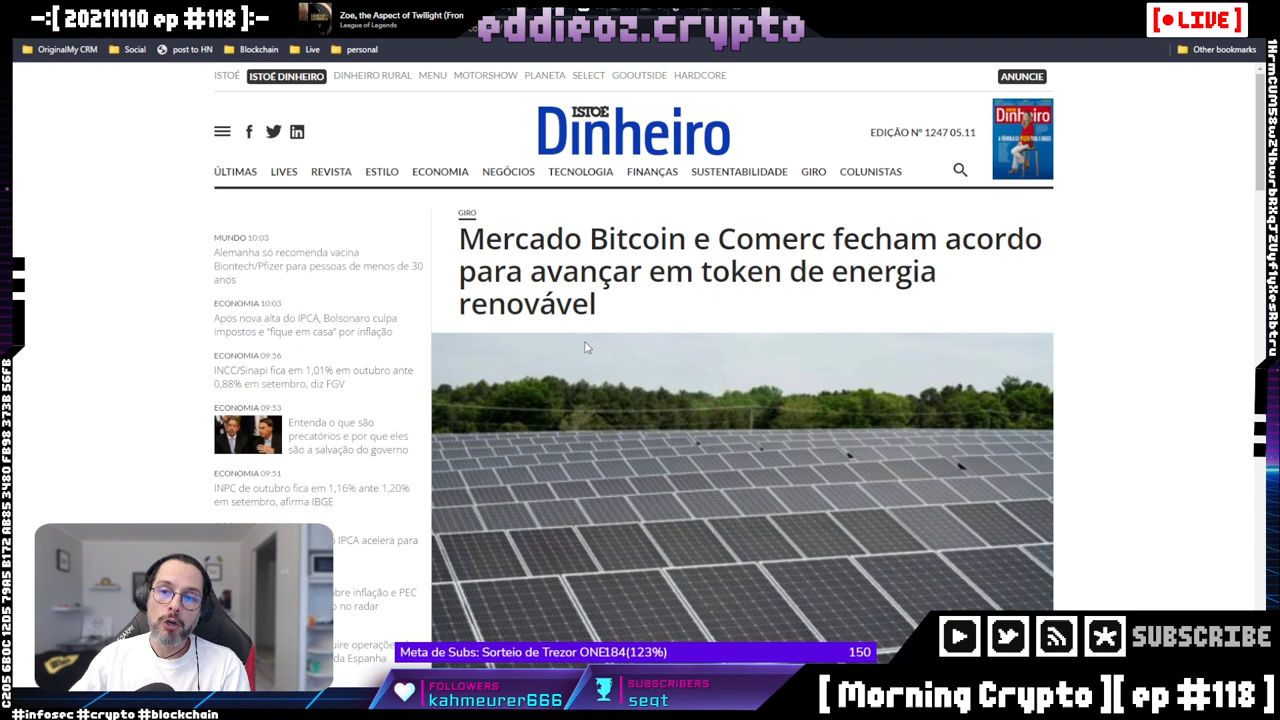 -:[ 20211110 ep #118 ]:-
Zoe, the Aspect of Twilight (Fron
League of Legends
eddieoz.crypto
[ • LIVE ]
OriginalMy CRM
Social
post to HN
Blockchain
Live
personal
Other bookmarks
ISTOÉ
ISTOÉ DINHEIRO
DINHEIRO RURAL
MENU
MOTORSHOW
PLANETA
SELECT
GOOUTSIDE
HARDCORE
ANUNCIE
ISTOÉ
Dinheiro
EDIÇÃO Nº 1247 05.11
Dinheiro
ÚLTIMAS
LIVES
REVISTA
ESTILO
ECONOMIA
NEGÓCIOS
TECNOLOGIA
FINANÇAS
SUSTENTABILIDADE
GIRO
COLUNISTAS
GIRO
Mercado Bitcoin e Comerc fecham acordo
para avançar em token de energia
renovável
MUNDO 10:03
Alemanha só recomenda vacina
Biontech/Pfizer para pessoas de menos de 30
anos
ECONOMIA 10:03
Após nova alta do IPCA, Bolsonaro culpa
impostos e "fique em casa" por inflação
ECONOMIA 09:56
INCC/Sinapi fica em 1,01% em outubro ante
0,88% em setembro, diz FGV
ECONOMIA 09:53
Entenda o que são
precatórios e por que eles
são a salvação do governo
ECONOMIA 09:51
INPC de outubro fica em 1,16% ante 1,20%
em setembro, afirma IBGE
IPCA acelera para
inflação e PEC
no radar
operações
da Espanha
Meta de Subs: Sorteio de Trezor ONE184(123%)
150
FOLLOWERS
kahmeurer666
SUBSCRIBERS
seqt
SUBSCRIBE
[ Morning Crypto ][ ep #118 ]
#infosec #crypto #blockchain